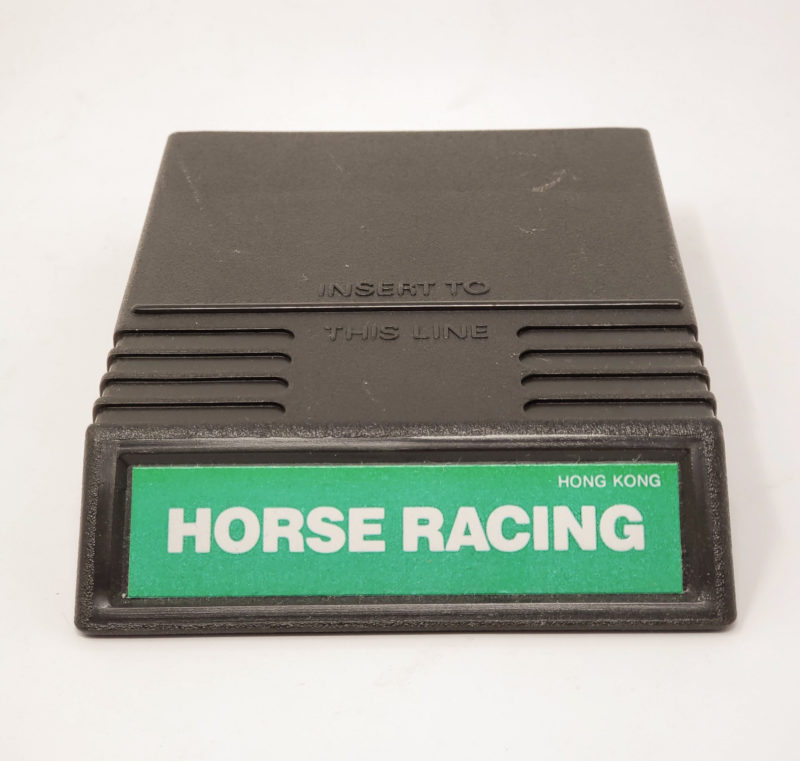 INSERT TO
THIS LINE
HONG KONG
HORSE RACING